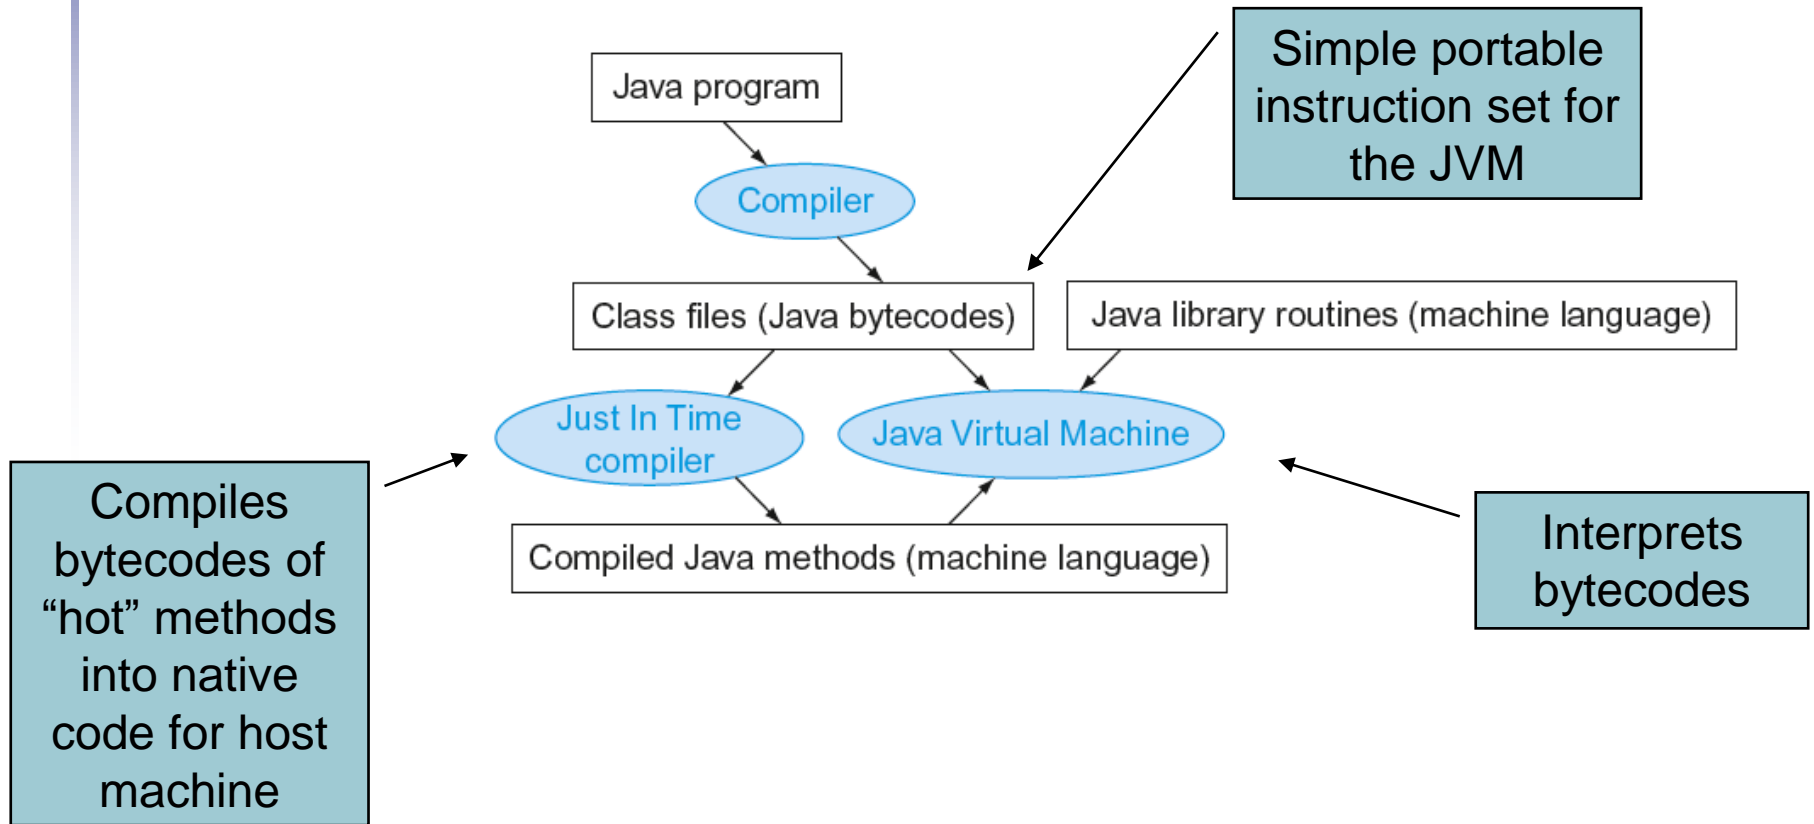 Simple portable
instruction set for
the JVM
Java program
Compiler
Class files (Java bytecodes)
Java library routines (machine language)
Just In Time
compiler
Java Virtual Machine
Compiles
bytecodes of
“hot” methods
into native
code for host
machine
Compiled Java methods (machine language)
Interprets
bytecodes